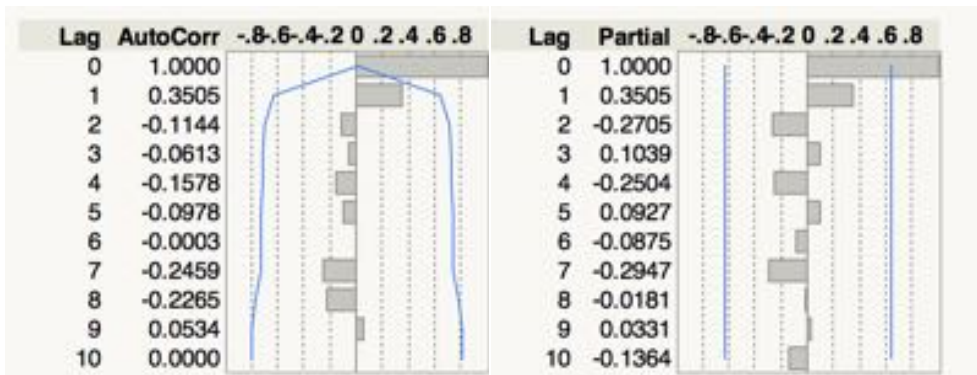 Lag AutoCorr -.8-.6-.4-.2 0 .2 .4 .6 .8 Lag Partial -.8-.6-.4-.2 0 .2 .4 .6 .8
0 1.0000 0 1.0000
1 0.3505 1 0.3505
2 -0.1144 2 -0.2705
3 -0.0613 3 0.1039
4 -0.1578 4 -0.2504
5 -0.0978 5 0.0927
6 -0.0003 6 -0.0875
7 -0.2459 7 -0.2947
8 -0.2265 8 -0.0181
9 0.0534 9 0.0331
10 0.0000 10 -0.1364